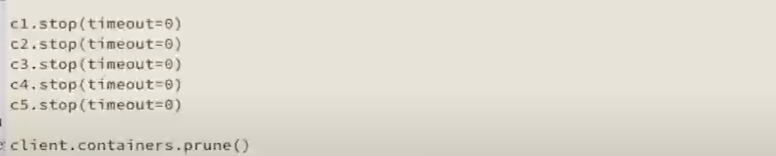 c1.stop(timeout=0)
c2.stop(timeout=0)
c3.stop(timeout=0)
c4.stop(timeout=0)
c5.stop(timeout=0)
client.containers.prune()